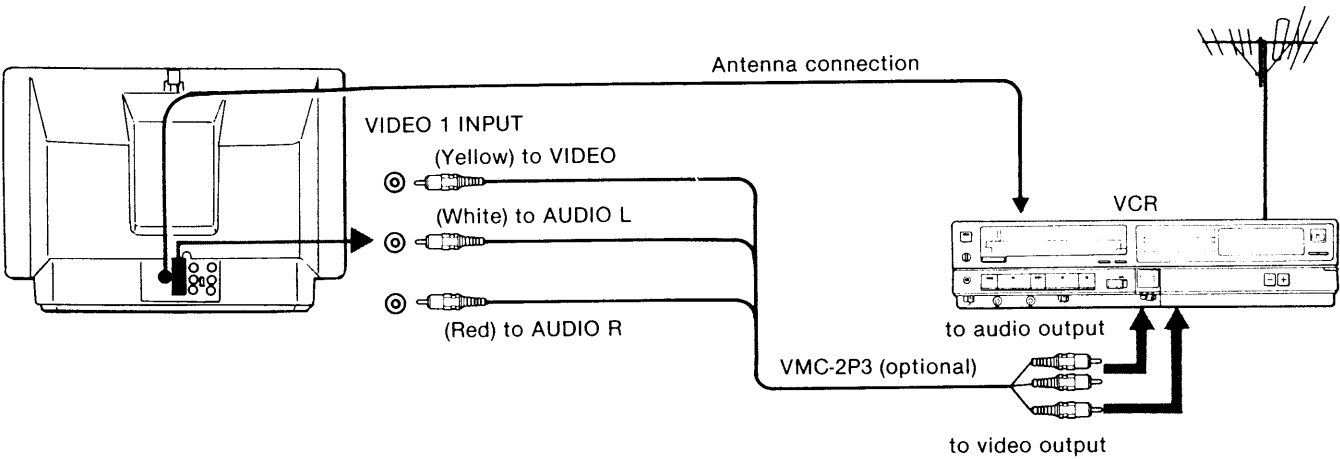 Antenna connection
VIDEO 1 INPUT
(Yellow) to VIDEO
(White) to AUDIO L
VCR
(Red) to AUDIO R
to audio output
VMC-2P3 (optional)
to video output